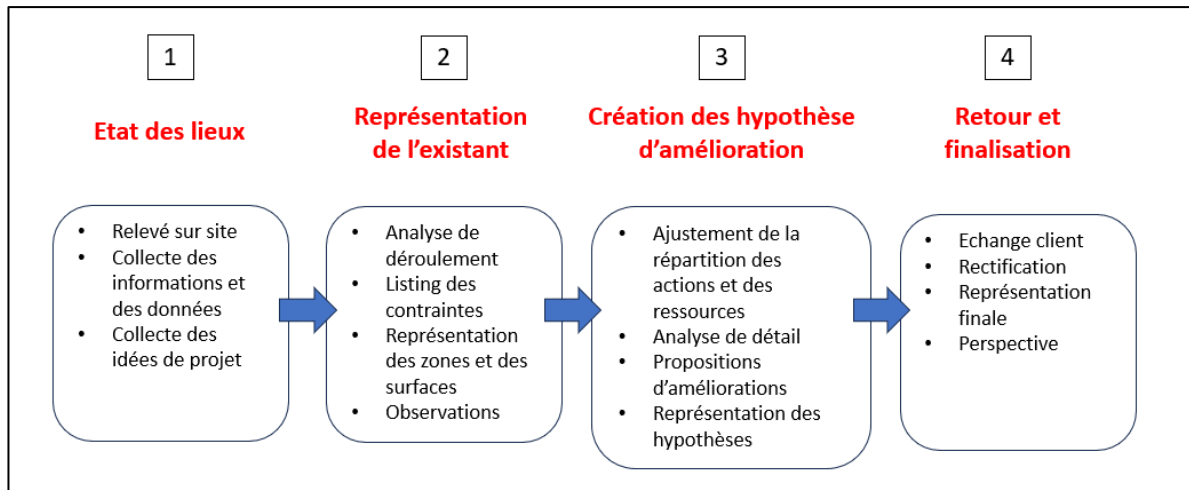 1
Etat des lieux
• Relevé sur site
• Collecte des
informations et
des données
• Collecte des
idées de projet
2
Représentation
de l'existant
• Analyse de
déroulement
• Listing des
contraintes
• Représentation
des zones et des
surfaces
• Observations
3
Création des hypothèse
d'amélioration
• Ajustement de la
répartition des
actions et des
ressources
• Analyse de détail
• Propositions
d'améliorations
• Représentation des
hypothèses
4
Retour et
finalisation
• Echange client
• Rectification
• Représentation
finale
• Perspective